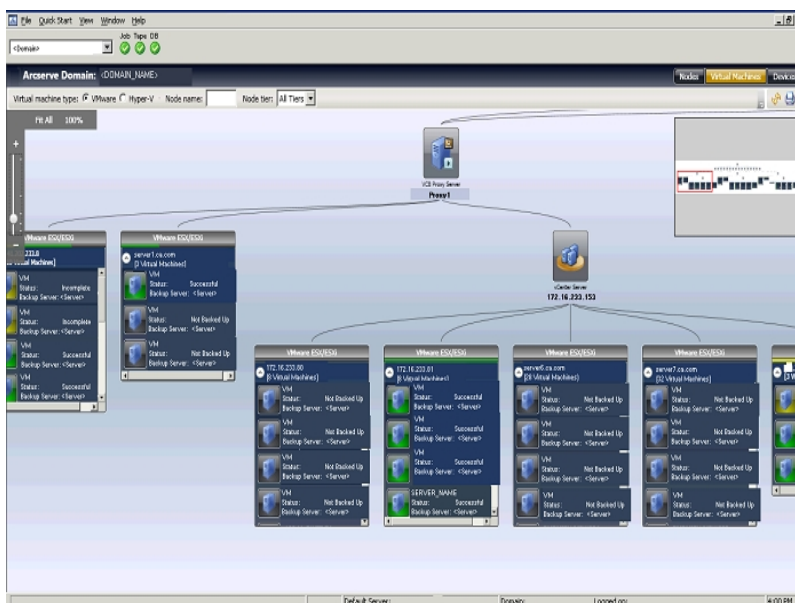 File Quick Start View Window Help
Job Tape DB
<Domain>
Arcserve Domain: <DOMAIN_NAME>
Nodes Virtual Machines Devices
Virtual machine type: VMware Hyper-V Node name: Node tier: All Tiers
Fit All 100%
VCB Proxy Server
Proxy1
VMware ESX/ESXi
Virtual Machines]
VM
Status: Incomplete
Backup Server: <Server>
VM
Status: Incomplete
Backup Server: <Server>
VM
Status: Successful
Backup Server: <Server>
VM
Status: Successful
Backup Server: <Server>
VMware ESX/ESXi
server1.ca.com
[3 Virtual Machines]
VM
Status: Successful
Backup Server: <Server>
VM
Status: Not Backed Up
Backup Server: <Server>
VM
Status: Not Backed Up
Backup Server: <Server>
vCenter Server
172.16.233.153
VMware ESX/ESXi
172.16.233.80
[8 Virtual Machines]
VM
Status: Not Backed Up
Backup Server: <Server>
VM
Status: Not Backed Up
Backup Server: <Server>
VM
Status: Not Backed Up
Backup Server: <Server>
VM
Status: Not Backed Up
Backup Server: <Server>
VMware ESX/ESXi
172.16.233.81
[8 Virtual Machines]
VM
Status: Successful
Backup Server: <Server>
VM
Status: Successful
Backup Server: <Server>
VM
Status: Successful
Backup Server: <Server>
SERVER_NAME
Status: Successful
Backup Server: <Server>
VMware ESX/ESXi
server6.ca.com
[28 Virtual Machines]
VM
Status: Not Backed Up
Backup Server: <Server>
VM
Status: Not Backed Up
Backup Server: <Server>
VM
Status: Not Backed Up
Backup Server: <Server>
VM
Status: Not Backed Up
Backup Server: <Server>
VMware ESX/ESXi
server7.ca.com
[32 Virtual Machines]
VM
Status: Not Backed Up
Backup Server: <Server>
VM
Status: Not Backed Up
Backup Server: <Server>
VM
Status: Not Backed Up
Backup Server: <Server>
VM
Status: Not Backed Up
Backup Server: <Server>
Default Server: Domain: Logged on: 4:00 PM